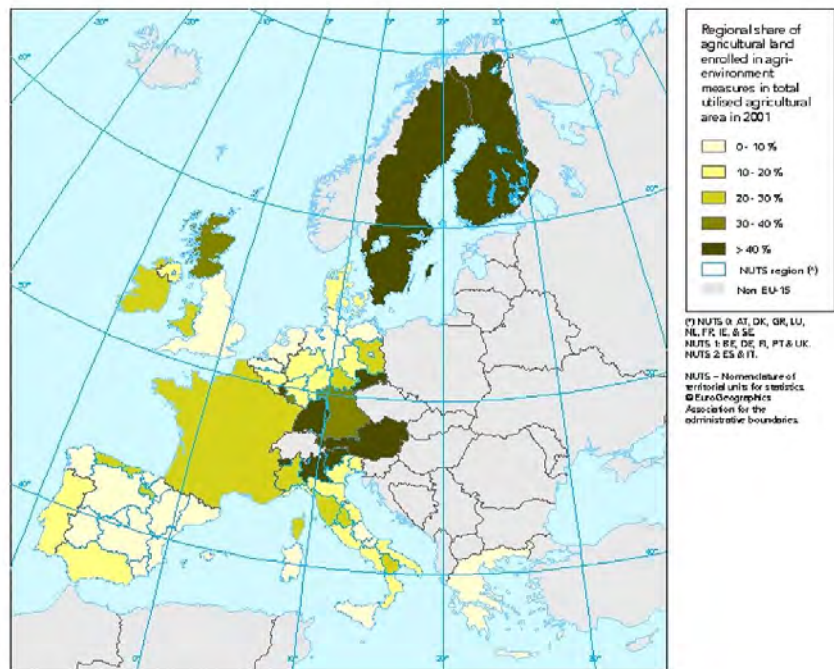 Regional share of
agricultural land
enrolled in agri-
environment
measures in total
utilised agricultural
area in 2001
0 - 10 %
10 - 20 %
20 - 30 %
30 - 40 %
> 40 %
NUTS region (*)
Non EU-15
(*) NUTS 0: AT, DK, GR, LU,
NL, FR, IE, & SE.
NUTS 1: BE, DE, FI, PT & UK.
NUTS 2: ES & IT.
NUTS – Nomenclature of
territorial units for statistics.
© EuroGeographics
Association for the
administrative boundaries.